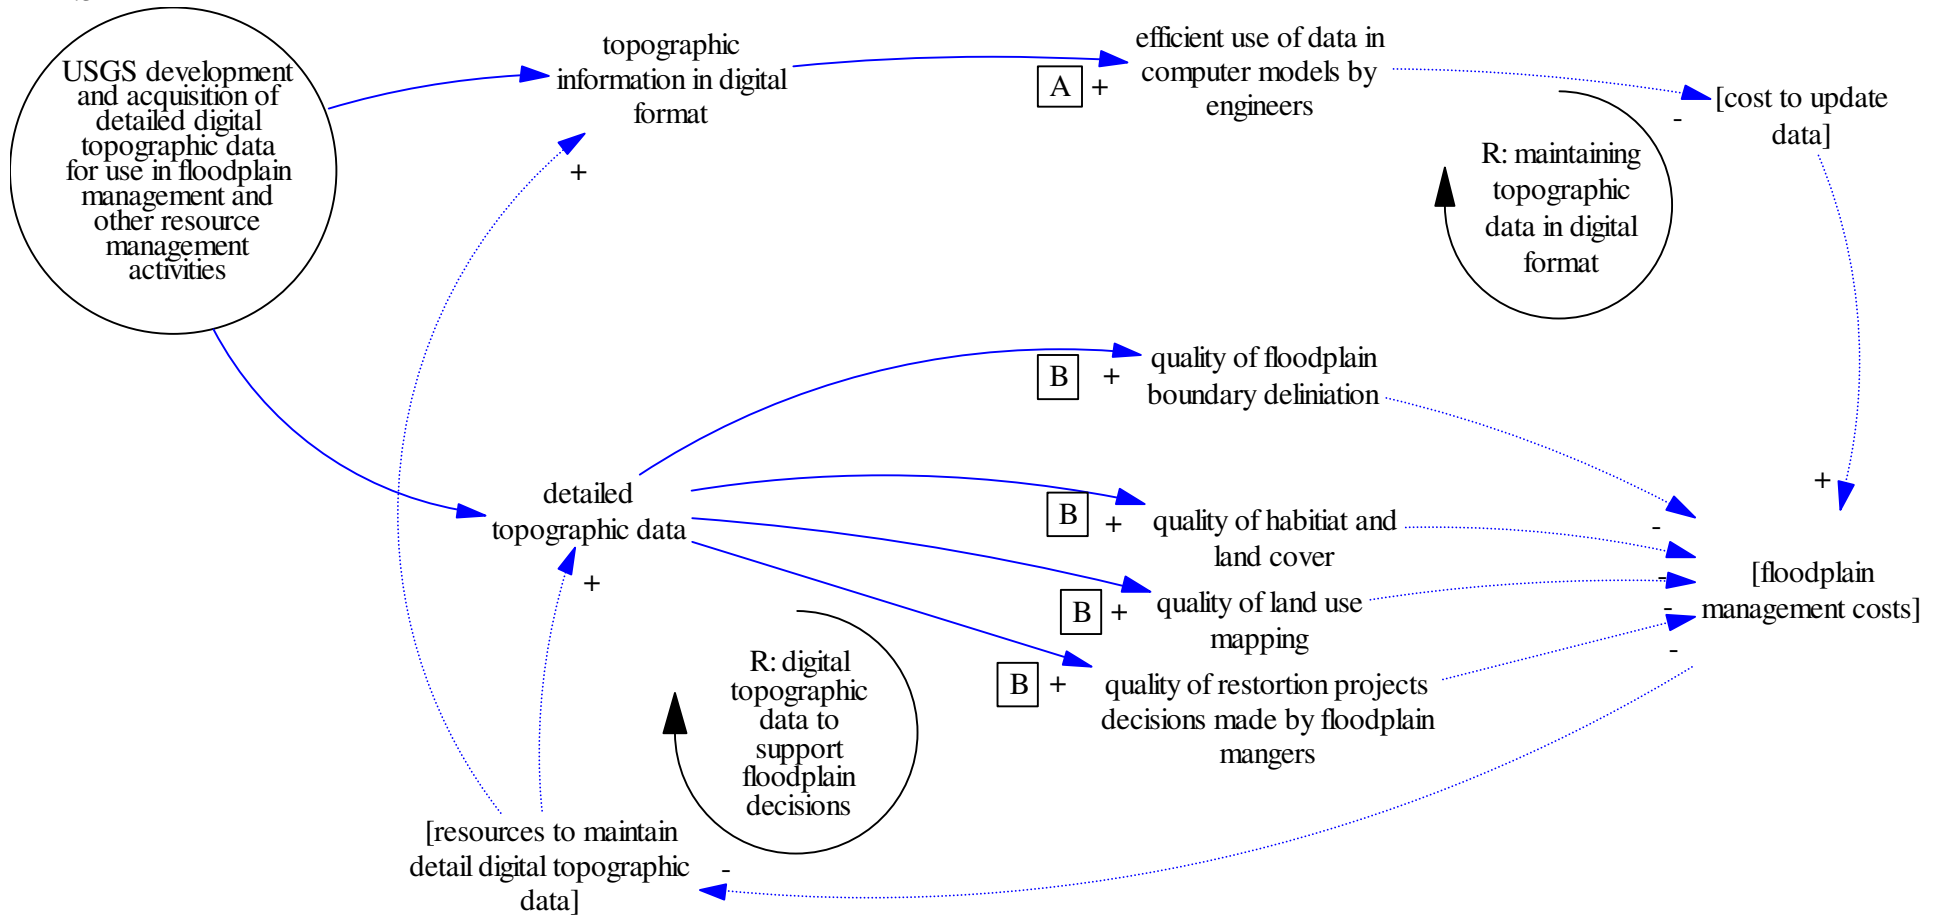 USGS development
and acquisition of
detailed digital
topographic data
for use in floodplain
management and
other resource
management
activities
topographic
information in digital
format
+
A +
efficient use of data in
computer models by
engineers
-
[cost to update
data]
R: maintaining
topographic
data in digital
format
B +
quality of floodplain
boundary deliniation
detailed
topographic data
+
B +
quality of habitiat and
land cover
B +
quality of land use
mapping
B +
quality of restortion projects
decisions made by floodplain
mangers
+
-
-
-
-
[floodplain
management costs]
R: digital
topographic
data to
support
floodplain
decisions
[resources to maintain
detail digital topographic
data]
-